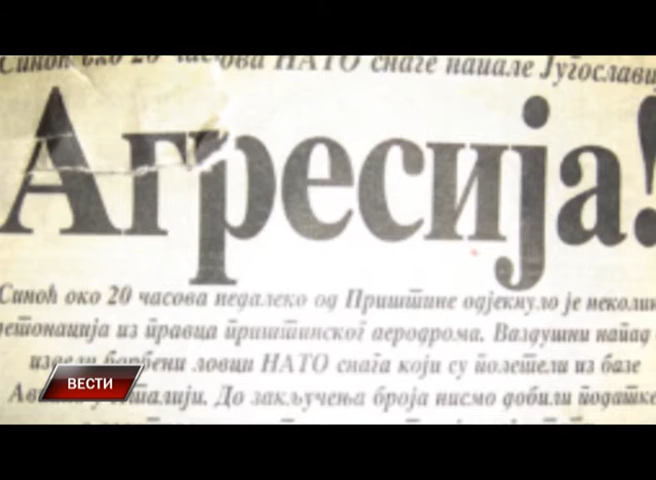 Синоћ око 20 часова НАТО снаге напале Југославију
Агресија!
Синоћ око 20 часова недалеко од Приштине одјекнуло је неколико
детонација из правца приштинског аеродрома. Ваздушни напад
извели борбени ловци НАТО снага који су полетели из базе
Авиано у Италији. До закључења броја нисмо добили податке
ВЕСТИ